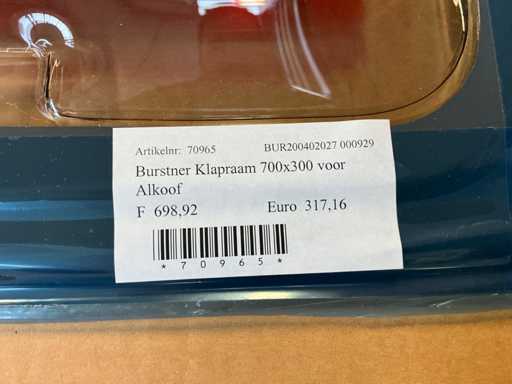 Artikelnr: 70965 BUR200402027 000929
Burstner Klapraam 700x300 voor
Alkoof
F 698,92 Euro 317,16
*70965*